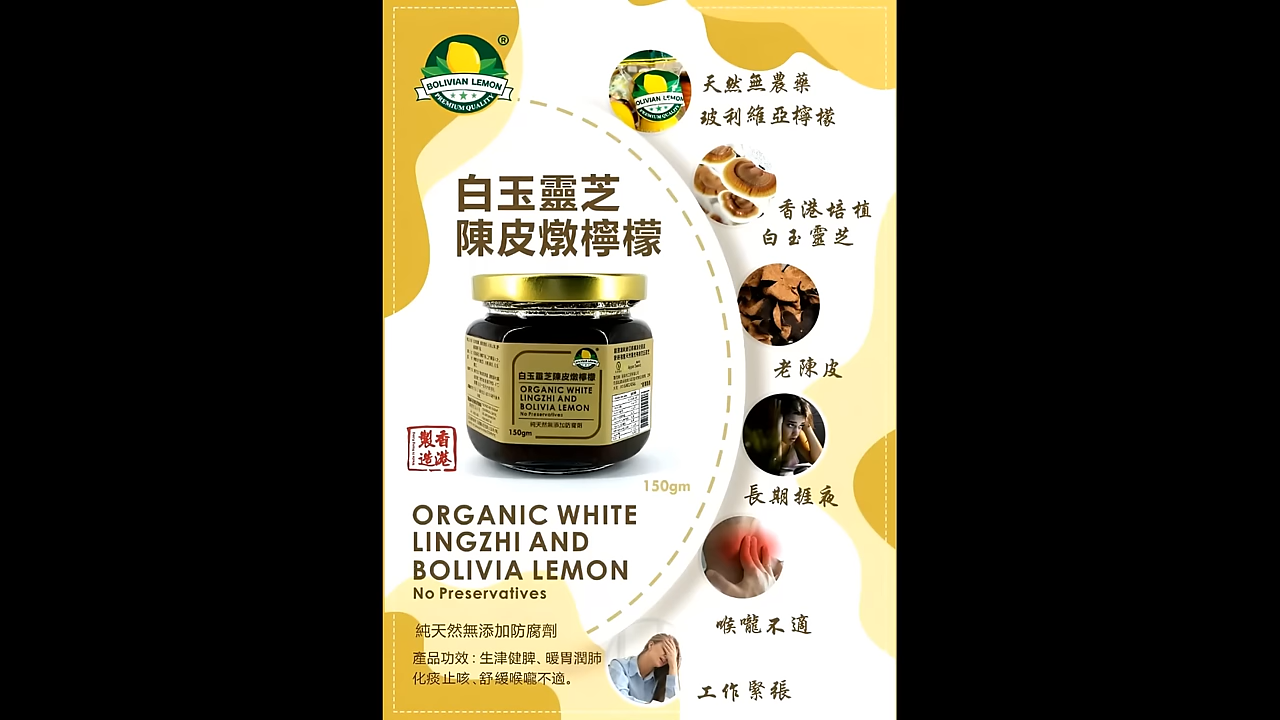 BOLIVIAN LEMON
PREMIUM QUALITY
®
天然無農藥
玻利維亞檸檬
BOLIVIAN LEMON
PREMIUM QUALITY
白玉靈芝
陳皮燉檸檬
香港培植
白玉靈芝
老陳皮
長期捱夜
喉嚨不適
工作緊張
BOLIVIAN LEMON
白玉靈芝陳皮燉檸檬
ORGANIC WHITE
LINGZHI AND
BOLIVIA LEMON
No Preservatives
純天然無添加防腐劑
150gm
香港
製造
150gm
ORGANIC WHITE
LINGZHI AND
BOLIVIA LEMON
No Preservatives
純天然無添加防腐劑
產品功效：生津健脾、暖胃潤肺
化痰止咳、舒緩喉嚨不適。